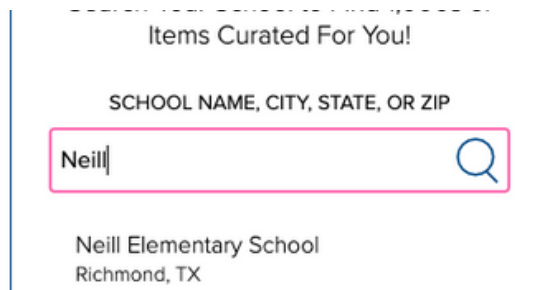 Items Curated For You!
SCHOOL NAME, CITY, STATE, OR ZIP
Neill
Neill Elementary School
Richmond, TX